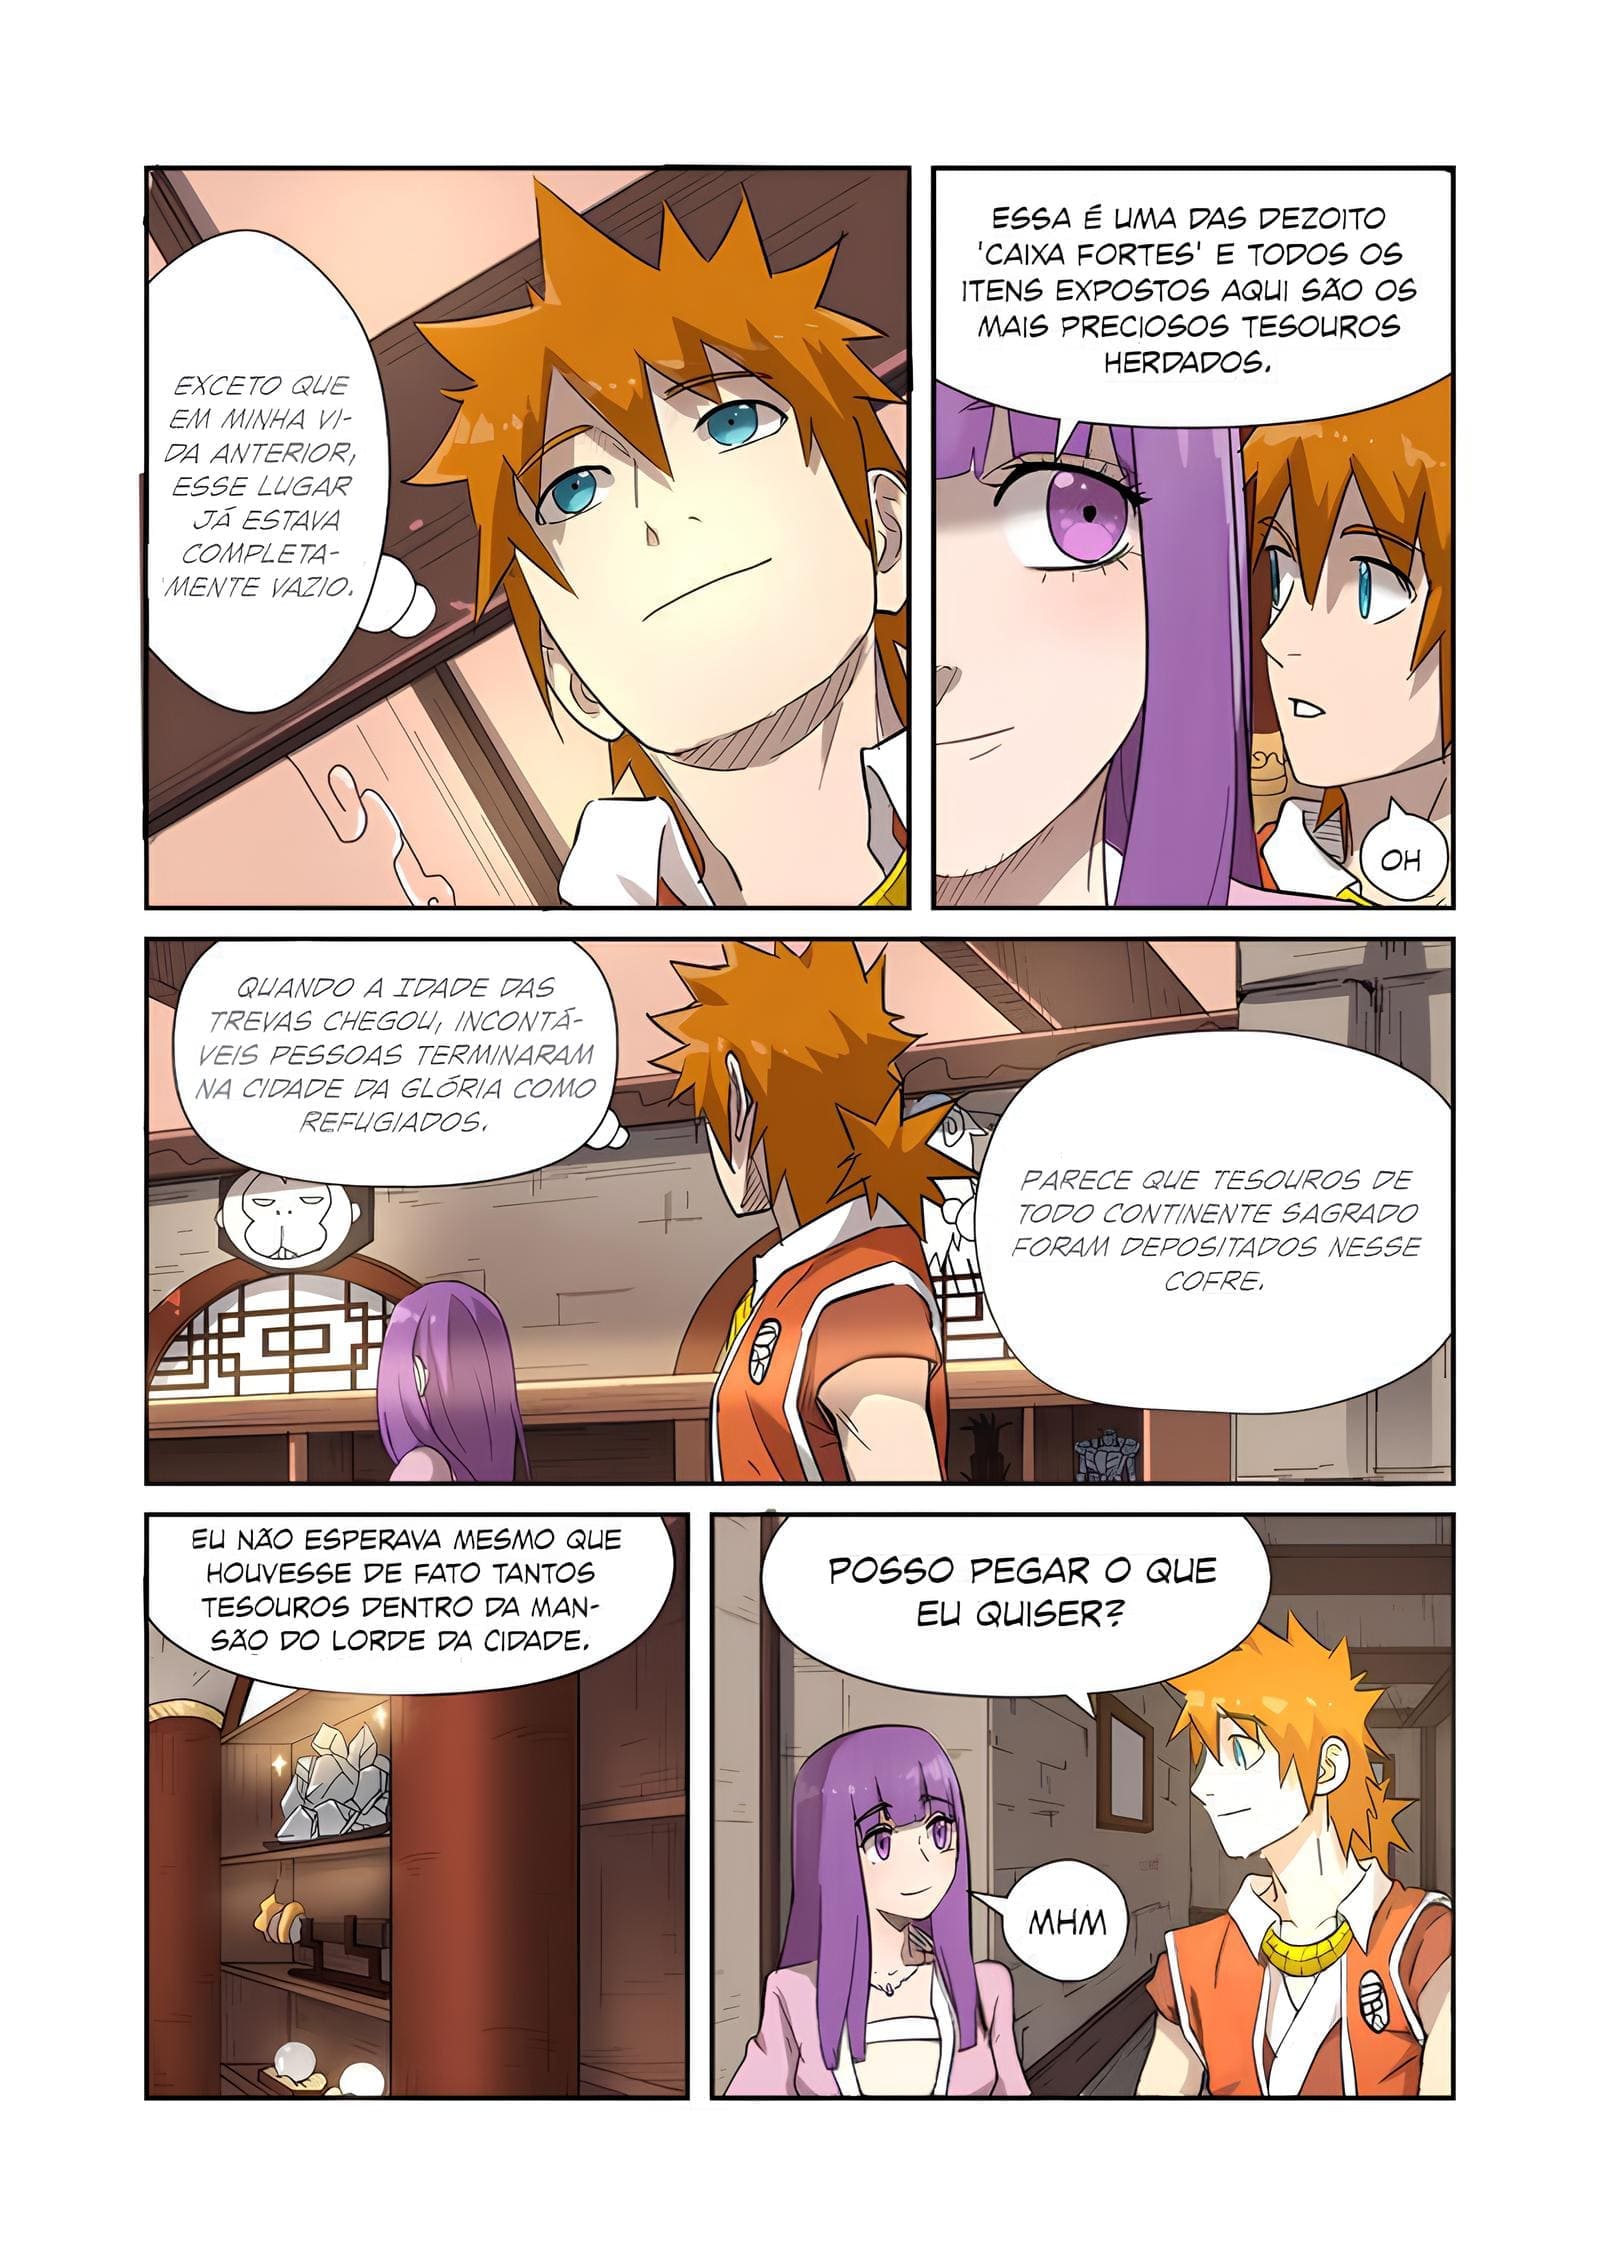 EXCETO QUE
EM MINHA VI-
DA ANTERIOR,
ESSE LUGAR
JÁ ESTAVA
COMPLETA-
MENTE VAZIO.
ESSA É UMA DAS DEZOITO
'CAIXA FORTES' E TODOS OS
ITENS EXPOSTOS AQUI SÃO OS
MAIS PRECIOSOS TESOUROS
HERDADOS.
OH
QUANDO A IDADE DAS
TREVAS CHEGOU, INCONTÁ-
VEIS PESSOAS TERMINARAM
NA CIDADE DA GLÓRIA COMO
REFUGIADOS.
PARECE QUE TESOUROS DE
TODO CONTINENTE SAGRADO
FORAM DEPOSITADOS NESSE
COFRE.
EU NÃO ESPERAVA MESMO QUE
HOUVESSE DE FATO TANTOS
TESOUROS DENTRO DA MAN-
SÃO DO LORDE DA CIDADE.
POSSO PEGAR O QUE
EU QUISER?
MHM